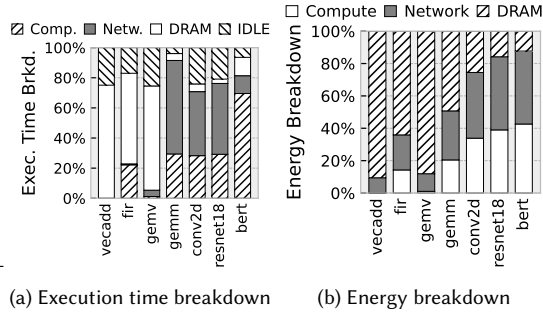 Comp. Netw. DRAM IDLE
Exec. Time Brkd.
100%
80%
60%
40%
20%
0%
vecadd
fir
gemv
gemm
conv2d
resnet18
bert
(a) Execution time breakdown
Compute Network DRAM
Energy Breakdown
100%
80%
60%
40%
20%
0%
vecadd
fir
gemv
gemm
conv2d
resnet18
bert
(b) Energy breakdown